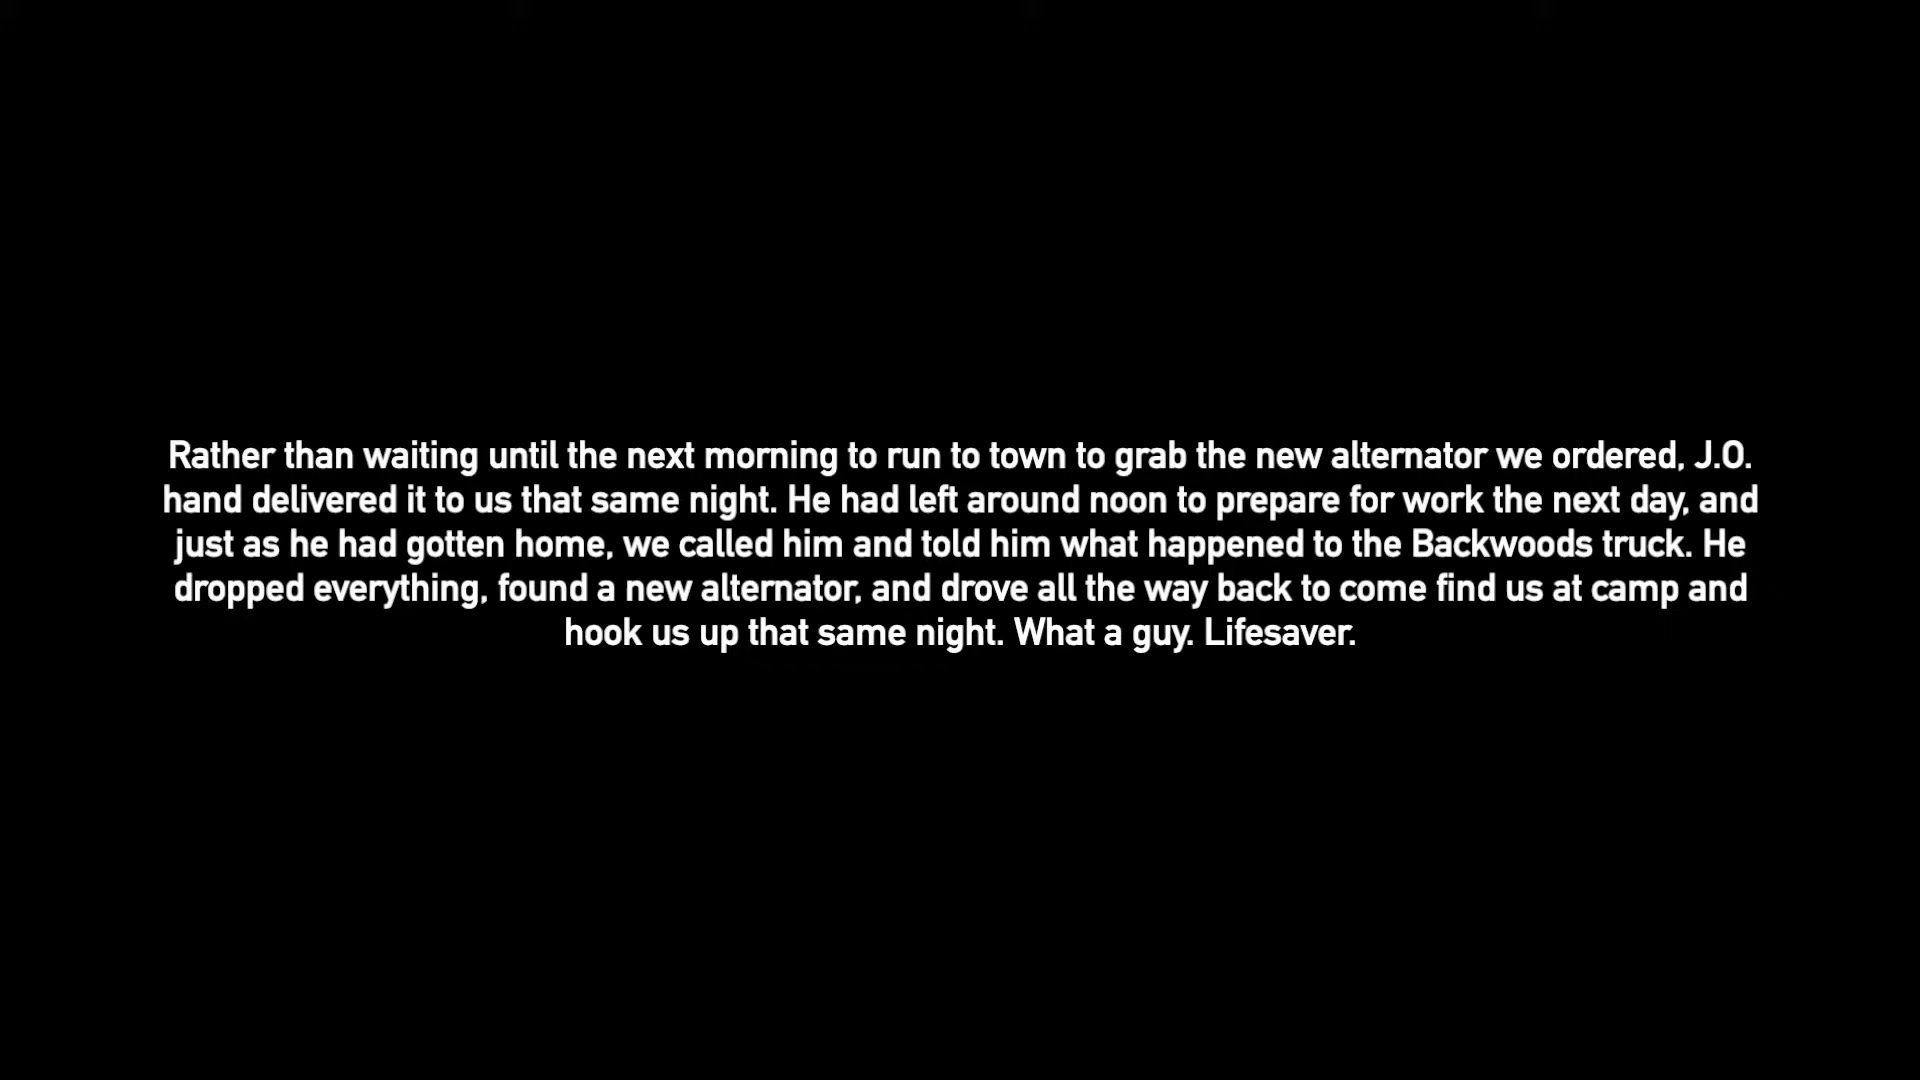 Rather than waiting until the next morning to run to town to grab the new alternator we ordered, J.O.
hand delivered it to us that same night. He had left around noon to prepare for work the next day, and
just as he had gotten home, we called him and told him what happened to the Backwoods truck. He
dropped everything, found a new alternator, and drove all the way back to come find us at camp and
hook us up that same night. What a guy. Lifesaver.